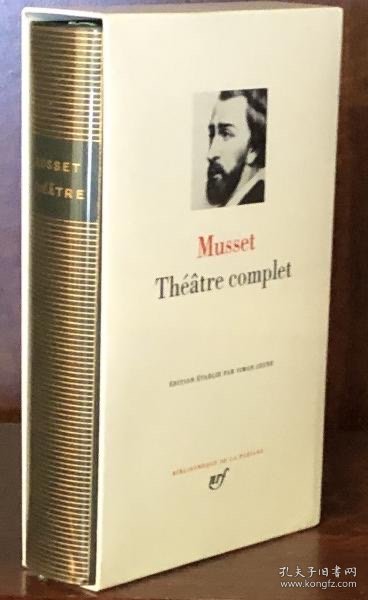 MUSSET
THÉÂTRE
Musset
Théâtre complet
ÉDITION ÉTABLIE PAR SIMON JEUNE
BIBLIOTHÈQUE DE LA PLÉIADE
nrf
孔夫子旧书网
www.kongfz.com